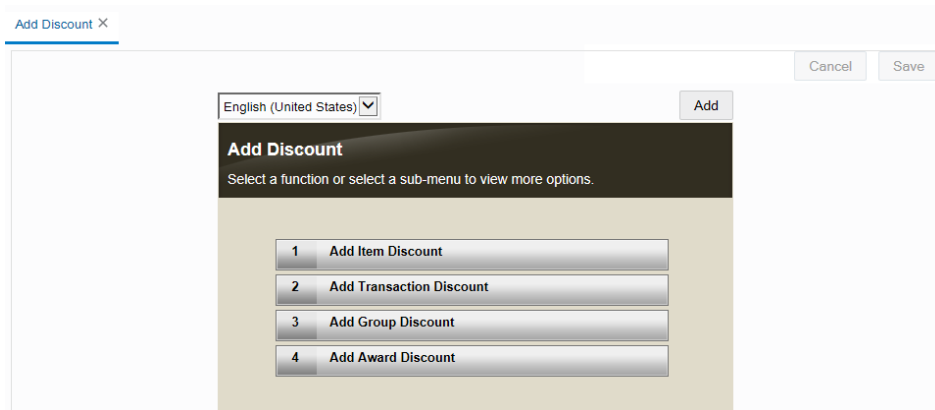 Add Discount
Cancel Save
English (United States) Add
Add Discount
Select a function or select a sub-menu to view more options.
1 Add Item Discount
2 Add Transaction Discount
3 Add Group Discount
4 Add Award Discount